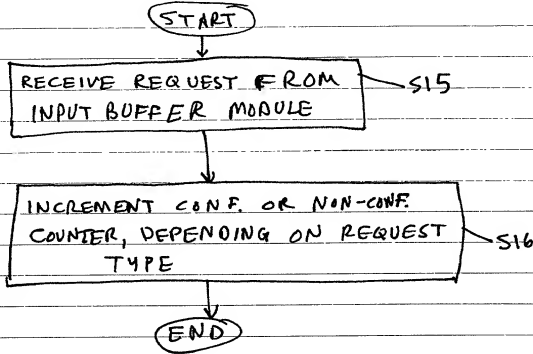 START
RECEIVE REQUEST FROM
INPUT BUFFER MODULE
S15
INCREMENT CONF. OR NON-CONF.
COUNTER, DEPENDING ON REQUEST
TYPE
S16
END